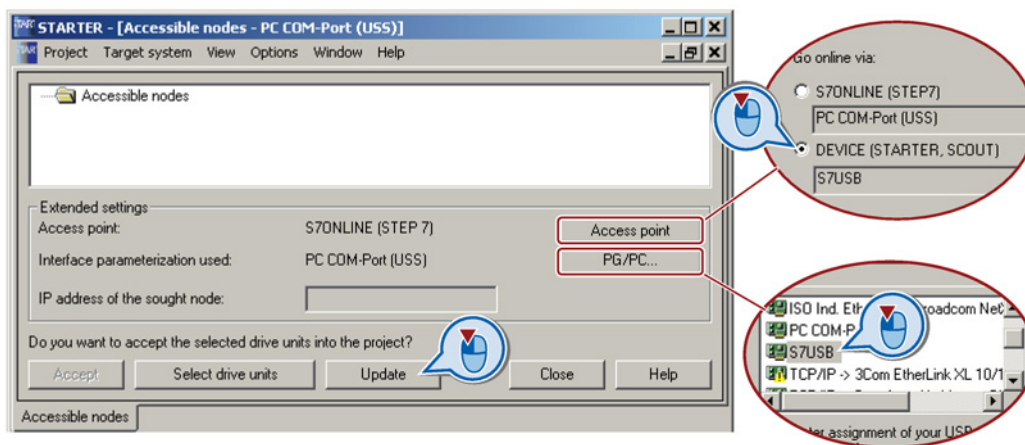 STARTER - [Accessible nodes - PC COM-Port (USS)]
Project Target system View Options Window Help
Accessible nodes
Extended settings
Access point: S7ONLINE (STEP 7) Access point
Interface parameterization used: PC COM-Port (USS) PG/PC...
IP address of the sought node:
Do you want to accept the selected drive units into the project?
Accept Select drive units Update Close Help
Accessible nodes
Go online via:
S7ONLINE (STEP7)
PC COM-Port (USS)
DEVICE (STARTER, SCOUT)
S7USB
ISO Ind.
PC COM-P
S7USB
TCP/IP -> 3Com EtherLink XL 10/1
assignment of your